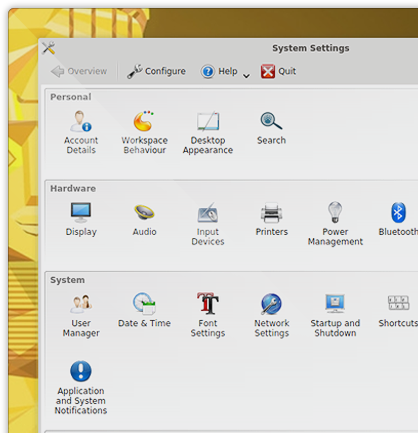 System Settings
Overview Configure Help Quit
Personal
Account Details
Workspace Behaviour
Desktop Appearance
Search
Hardware
Display
Audio
Input Devices
Printers
Power Management
Bluetooth
System
User Manager
Date & Time
Font Settings
Network Settings
Startup and Shutdown
Shortcuts
Application and System Notifications